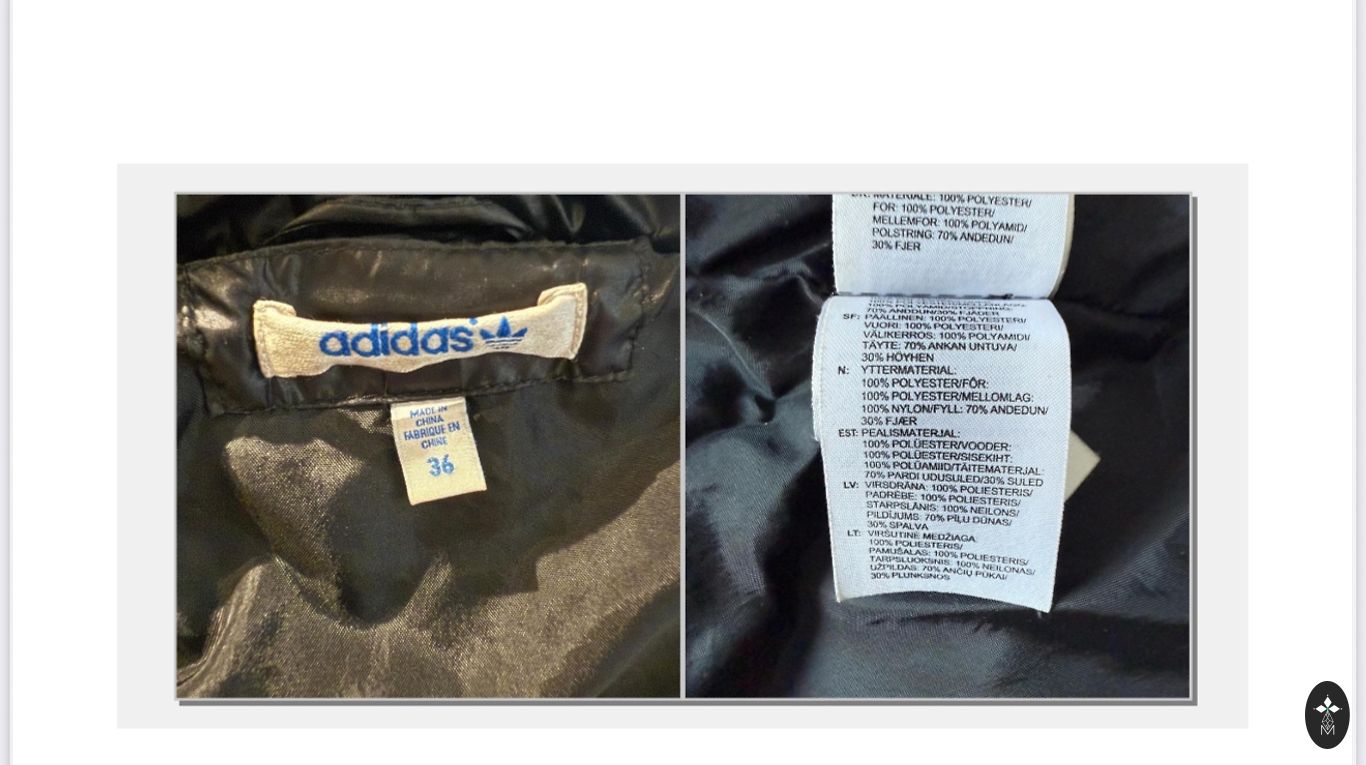 adidas
MADE IN
CHINA
FABRIQUE EN
CHINE
36
DK: MATERIALE: 100% POLYESTER/
FOR: 100% POLYESTER/
MELLEMFOR: 100% POLYAMID/
POLSTRING: 70% ANDEDUN/
30% FJER
70% ANDDUN/30% FJÄDER
SF: PÄÄLLINEN: 100% POLYESTERI/
VUORI: 100% POLYESTERI/
VÄLIKERROS: 100% POLYAMIDI/
TÄYTE: 70% ANKAN UNTUVA/
30% HÖYHEN
N: YTTERMATERIAL:
100% POLYESTER/FÔR:
100% POLYESTER/MELLOMLAG:
100% NYLON/FYLL: 70% ANDEDUN/
30% FJÆR
EST: PEALISMATERJAL:
100% POLÜESTER/VOODER:
100% POLÜESTER/SISEKIHT:
100% POLÜAMIID/TÄITEMATERJAL:
70% PARDI UDUSULED/30% SULED
LV: VIRSDRĀNA: 100% POLIESTERIS/
PADRĒBE: 100% POLIESTERIS/
STARPSLĀNIS: 100% NEILONS/
PILDĪJUMS: 70% PĪĻU DŪNAS/
30% SPALVA
LT: VIRŠUTINĖ MEDŽIAGA:
100% POLIESTERIS/
PAMUŠALAS: 100% POLIESTERIS/
TARPSLUOKSNIS: 100% NEILONAS/
UŽPILDAS: 70% ANČIŲ PŪKAI/
30% PLUNKSNOS
M